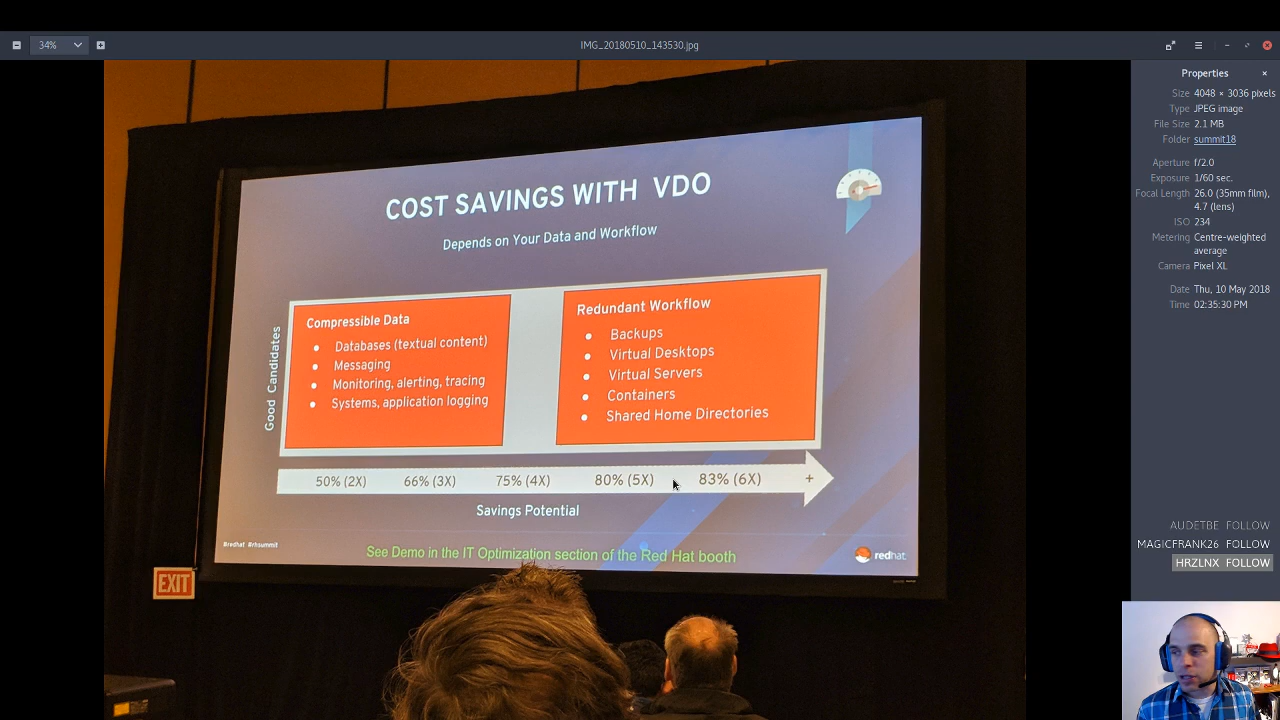 34%
IMG_20180510_143530.jpg
Properties
Size 4048 × 3036 pixels
Type JPEG image
File Size 2.1 MB
Folder summit18
Aperture f/2.0
Exposure 1/60 sec.
Focal Length 26.0 (35mm film), 4.7 (lens)
ISO 234
Metering Centre-weighted average
Camera Pixel XL
Date Thu, 10 May 2018
Time 02:35:30 PM
COST SAVINGS WITH VDO
Depends on Your Data and Workflow
Good Candidates
Compressible Data
• Databases (textual content)
• Messaging
• Monitoring, alerting, tracing
• Systems, application logging
Redundant Workflow
• Backups
• Virtual Desktops
• Virtual Servers
• Containers
• Shared Home Directories
50% (2X) 66% (3X) 75% (4X) 80% (5X) 83% (6X) +
Savings Potential
See Demo in the IT Optimization section of the Red Hat booth
#redhat #rhsummit
redhat
EXIT
AUDETBE FOLLOW
MAGICFRANK26 FOLLOW
HRZLNX FOLLOW